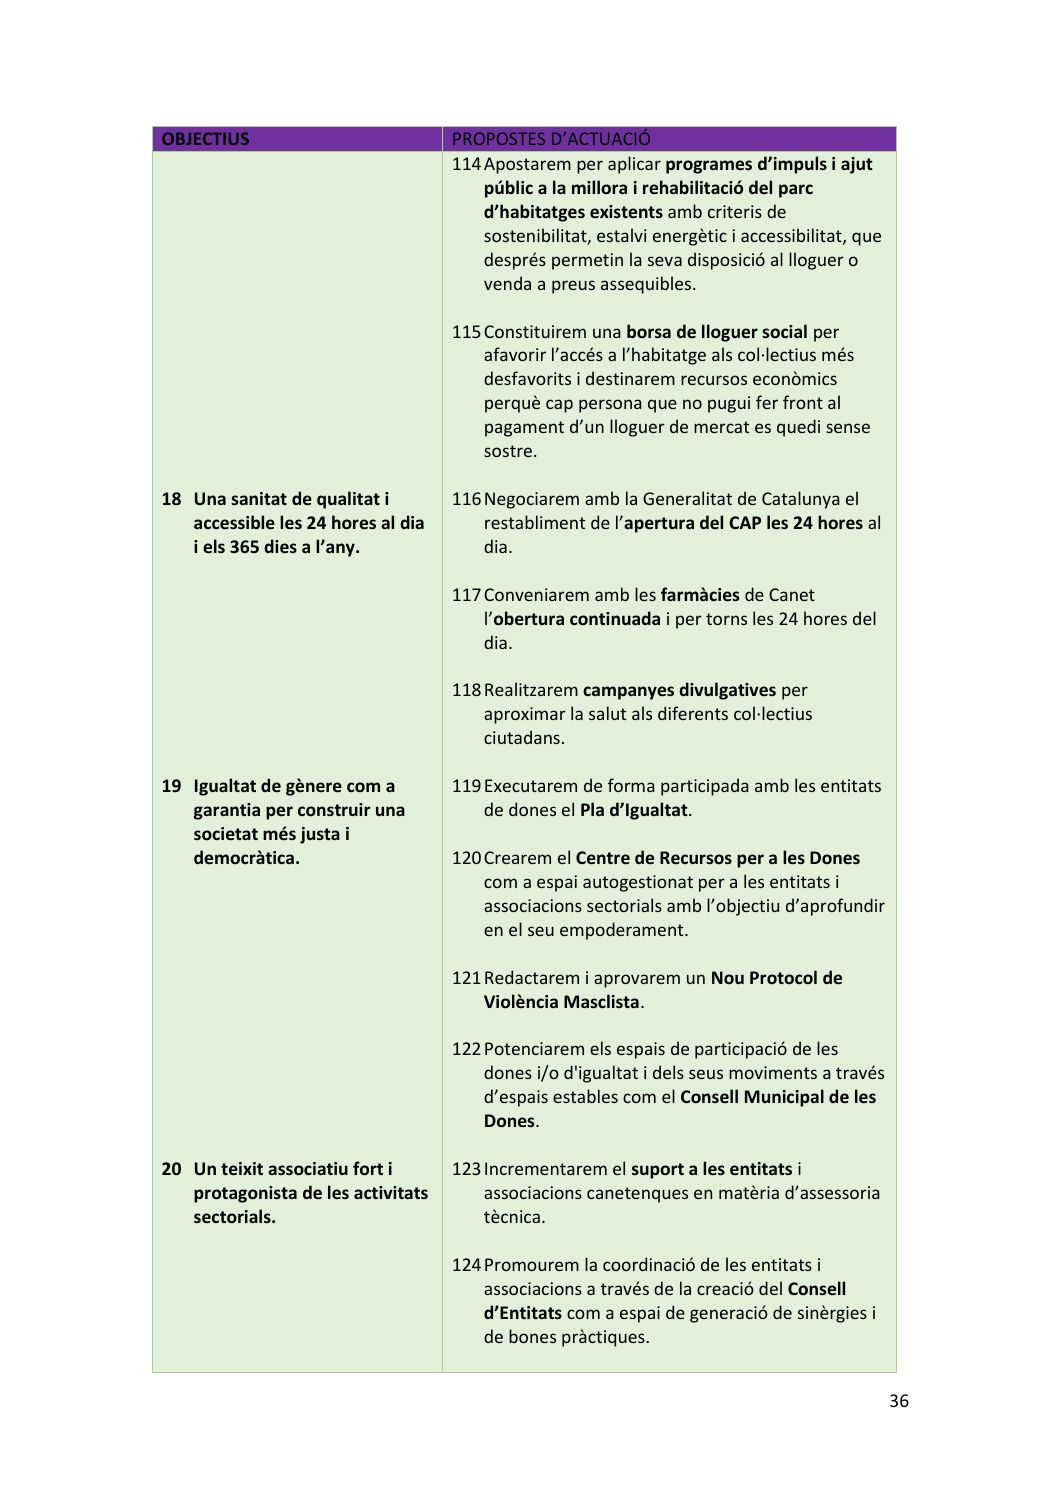 OBJECTIUS
PROPOSTES D’ACTUACIÓ
114 Apostarem per aplicar programes d’impuls i ajut
públic a la millora i rehabilitació del parc
d’habitatges existents amb criteris de
sostenibilitat, estalvi energètic i accessibilitat, que
després permetin la seva disposició al lloguer o
venda a preus assequibles.
115 Constituirem una borsa de lloguer social per
afavorir l’accés a l’habitatge als col·lectius més
desfavorits i destinarem recursos econòmics
perquè cap persona que no pugui fer front al
pagament d’un lloguer de mercat es quedi sense
sostre.
18 Una sanitat de qualitat i
accessible les 24 hores al dia
i els 365 dies a l’any.
116 Negociarem amb la Generalitat de Catalunya el
restabliment de l’apertura del CAP les 24 hores al
dia.
117 Conveniarem amb les farmàcies de Canet
l’obertura continuada i per torns les 24 hores del
dia.
118 Realitzarem campanyes divulgatives per
aproximar la salut als diferents col·lectius
ciutadans.
19 Igualtat de gènere com a
garantia per construir una
societat més justa i
democràtica.
119 Executarem de forma participada amb les entitats
de dones el Pla d’Igualtat.
120 Crearem el Centre de Recursos per a les Dones
com a espai autogestionat per a les entitats i
associacions sectorials amb l’objectiu d’aprofundir
en el seu empoderament.
121 Redactarem i aprovarem un Nou Protocol de
Violència Masclista.
122 Potenciarem els espais de participació de les
dones i/o d'igualtat i dels seus moviments a través
d’espais estables com el Consell Municipal de les
Dones.
20 Un teixit associatiu fort i
protagonista de les activitats
sectorials.
123 Incrementarem el suport a les entitats i
associacions canetenques en matèria d’assessoria
tècnica.
124 Promourem la coordinació de les entitats i
associacions a través de la creació del Consell
d’Entitats com a espai de generació de sinèrgies i
de bones pràctiques.
36